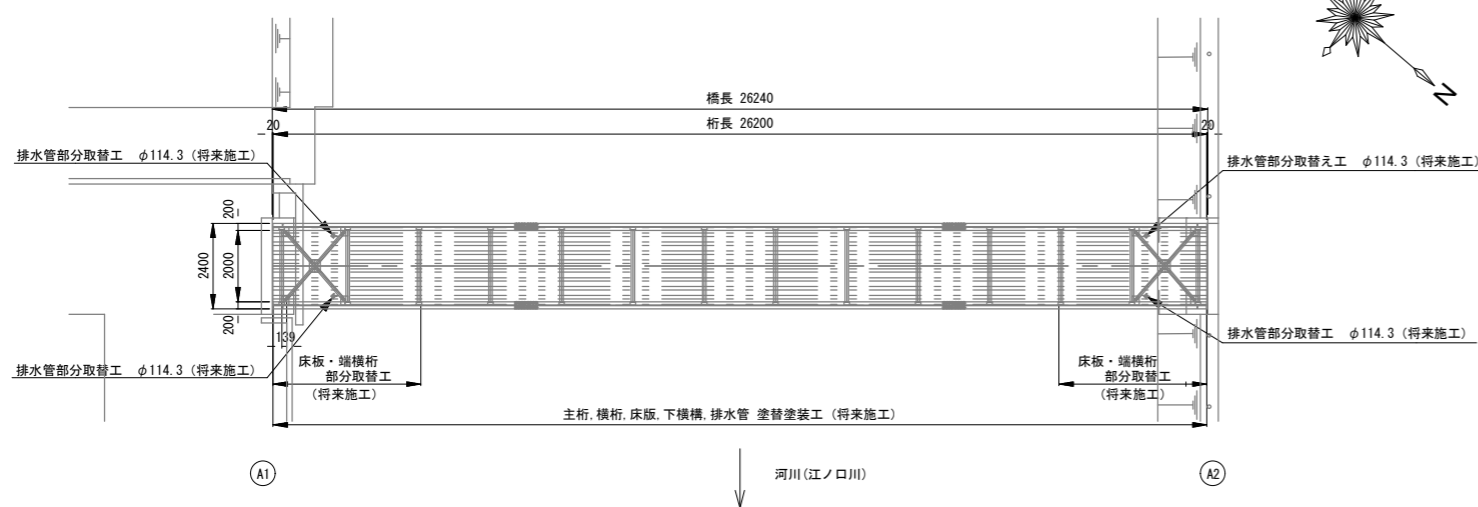 N
橋長 26240
20
桁長 26200
20
排水管部分取替工 φ114.3 (将来施工)
排水管部分取替え工 φ114.3 (将来施工)
200
2400
2000
200
139
排水管部分取替工 φ114.3 (将来施工)
排水管部分取替工 φ114.3 (将来施工)
床板・端横桁
部分取替工
(将来施工)
床板・端横桁
部分取替工
(将来施工)
主桁, 横桁, 床版, 下横構, 排水管 塗替塗装工 (将来施工)
A1
河川(江ノ口川)
A2